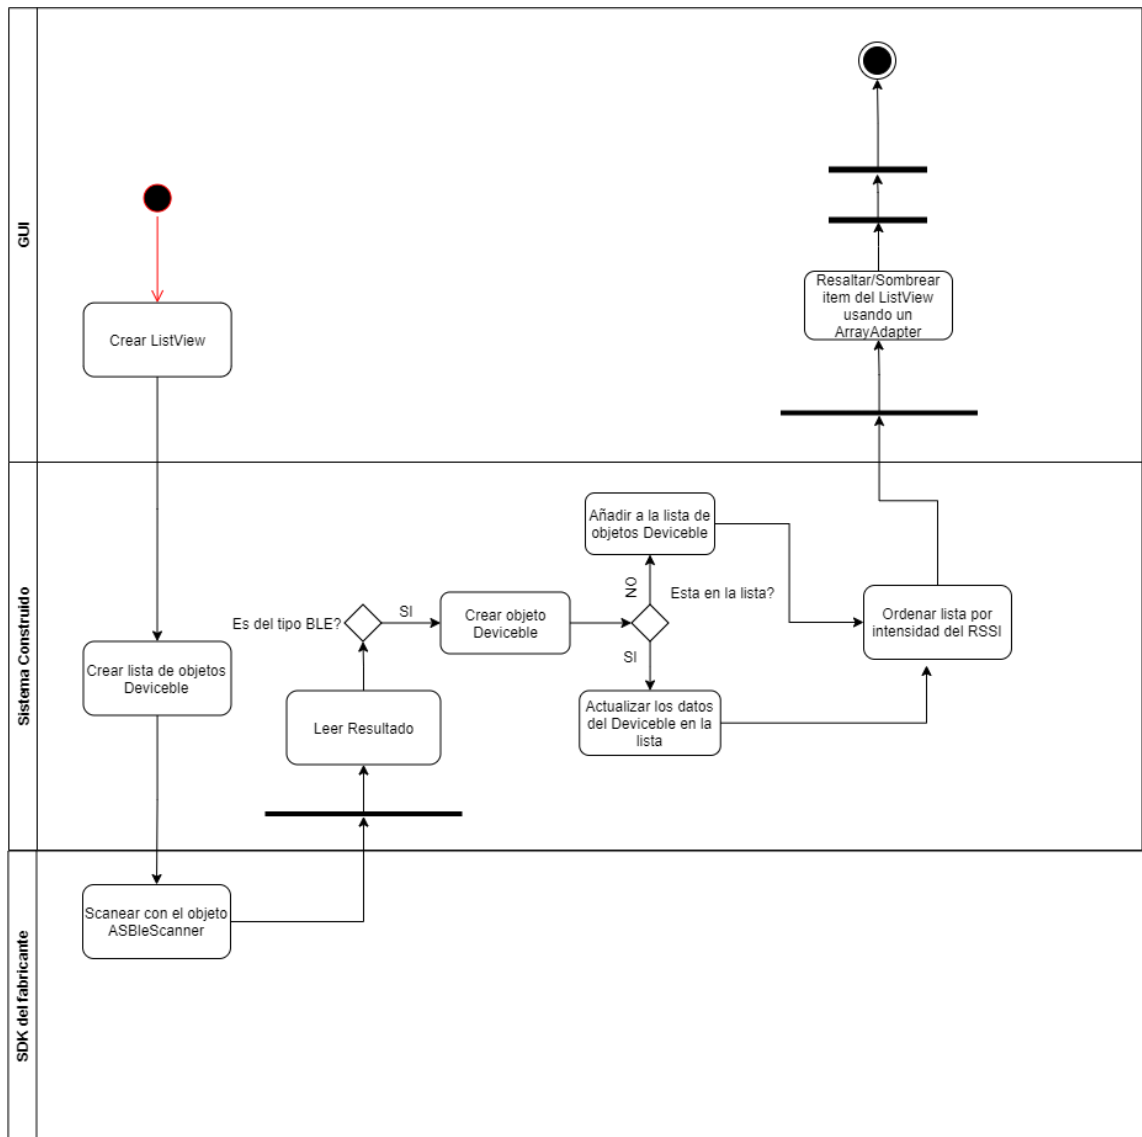 GUI
Crear ListView
Resaltar/Sombrear
item del ListView
usando un
ArrayAdapter
Sistema Construido
Crear lista de objetos
Deviceble
Leer Resultado
Es del tipo BLE?
SI
Crear objeto
Deviceble
Añadir a la lista de
objetos Deviceble
NO
Esta en la lista?
SI
Actualizar los datos
del Deviceble en la
lista
Ordenar lista por
intensidad del RSSI
SDK del fabricante
Scanear con el objeto
ASBleScanner